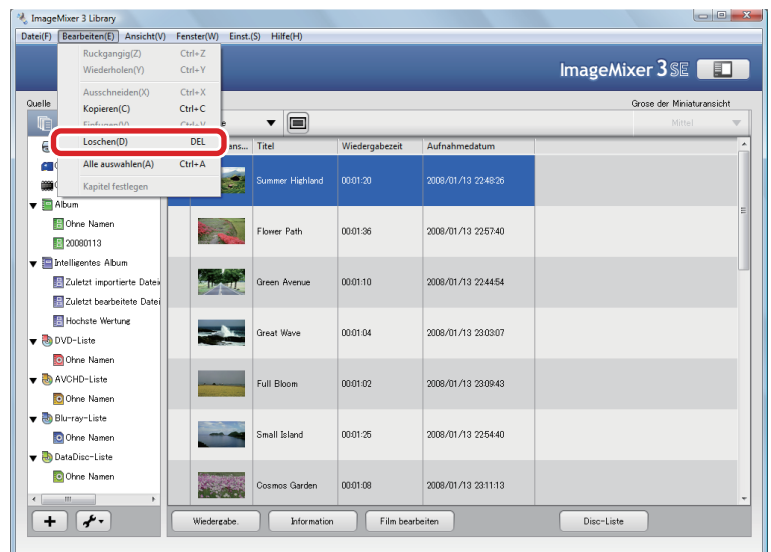 ImageMixer 3 Library
Datei(F) Bearbeiten(E) Ansicht(V) Fenster(W) Einst.(S) Hilfe(H)
Ruckgangig(Z) Ctrl+Z
Wiederholen(Y) Ctrl+Y
Ausschneiden(X) Ctrl+X
Kopieren(C) Ctrl+C
Einfugen(V) Ctrl+V
Loschen(D) DEL
Alle auswahlen(A) Ctrl+A
Kapitel festlegen
ImageMixer 3 SE
Quelle
Grose der Miniaturansicht
Mittel
Titel Wiedergabezeit Aufnahmedatum
Summer Highland 00:01:20 2008/01/13 22:48:26
Flower Path 00:01:36 2008/01/13 22:57:40
Green Avenue 00:01:10 2008/01/13 22:44:54
Great Wave 00:01:04 2008/01/13 23:03:07
Full Bloom 00:01:02 2008/01/13 23:09:43
Small Island 00:01:25 2008/01/13 22:54:40
Cosmos Garden 00:01:08 2008/01/13 23:11:13
Album
Ohne Namen
20080113
Intelligentes Album
Zuletzt importierte Datei
Zuletzt bearbeitete Datei
Hochste Wertung
DVD-Liste
Ohne Namen
AVCHD-Liste
Ohne Namen
Blu-ray-Liste
Ohne Namen
DataDisc-Liste
Ohne Namen
Wiedergabe. Information Film bearbeiten Disc-Liste